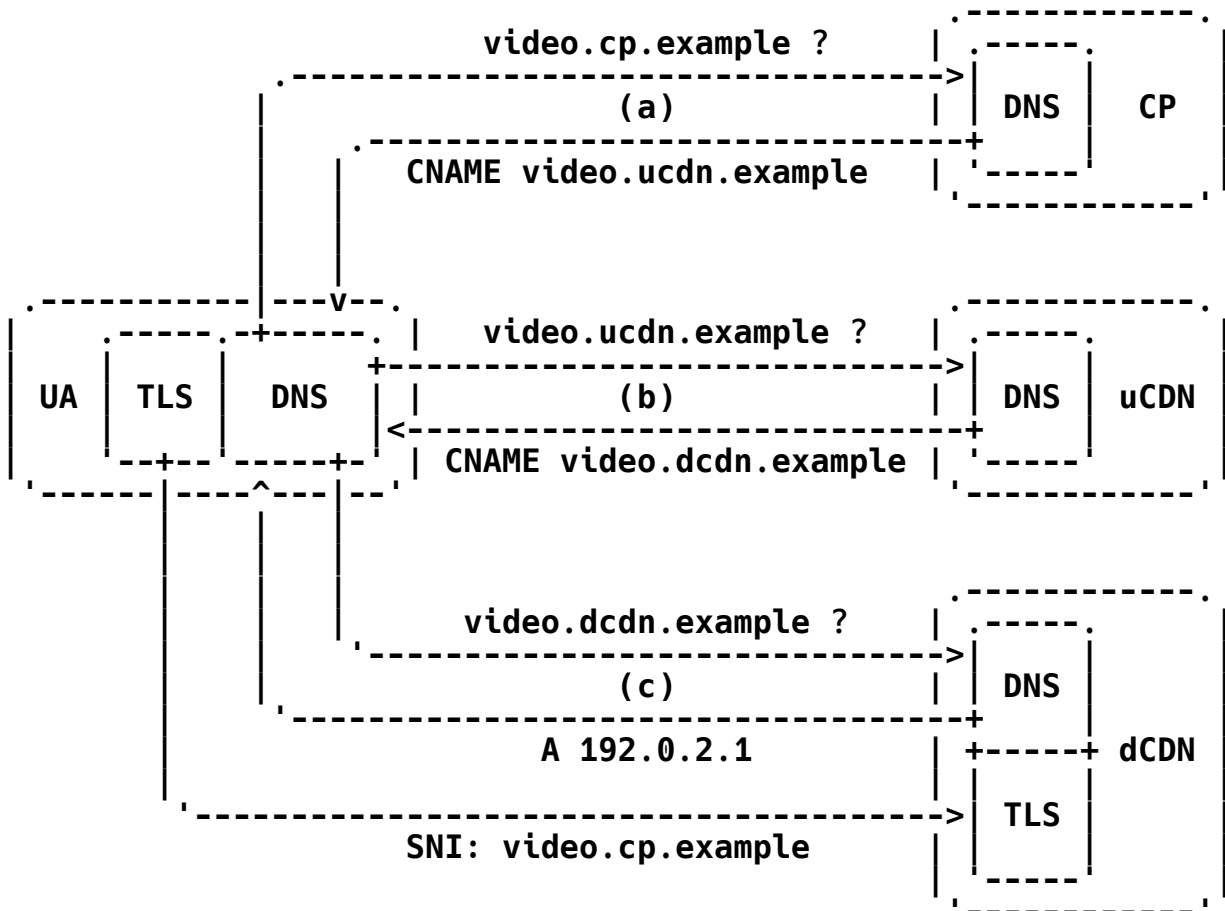 video.cp.example ?
(a)
DNS CP
CNAME video.ucdn.example
video.ucdn.example ?
UA TLS DNS (b) DNS uCDN
CNAME video.dcdn.example
video.dcdn.example ?
(c) DNS
A 192.0.2.1 dCDN
TLS
SNI: video.cp.example